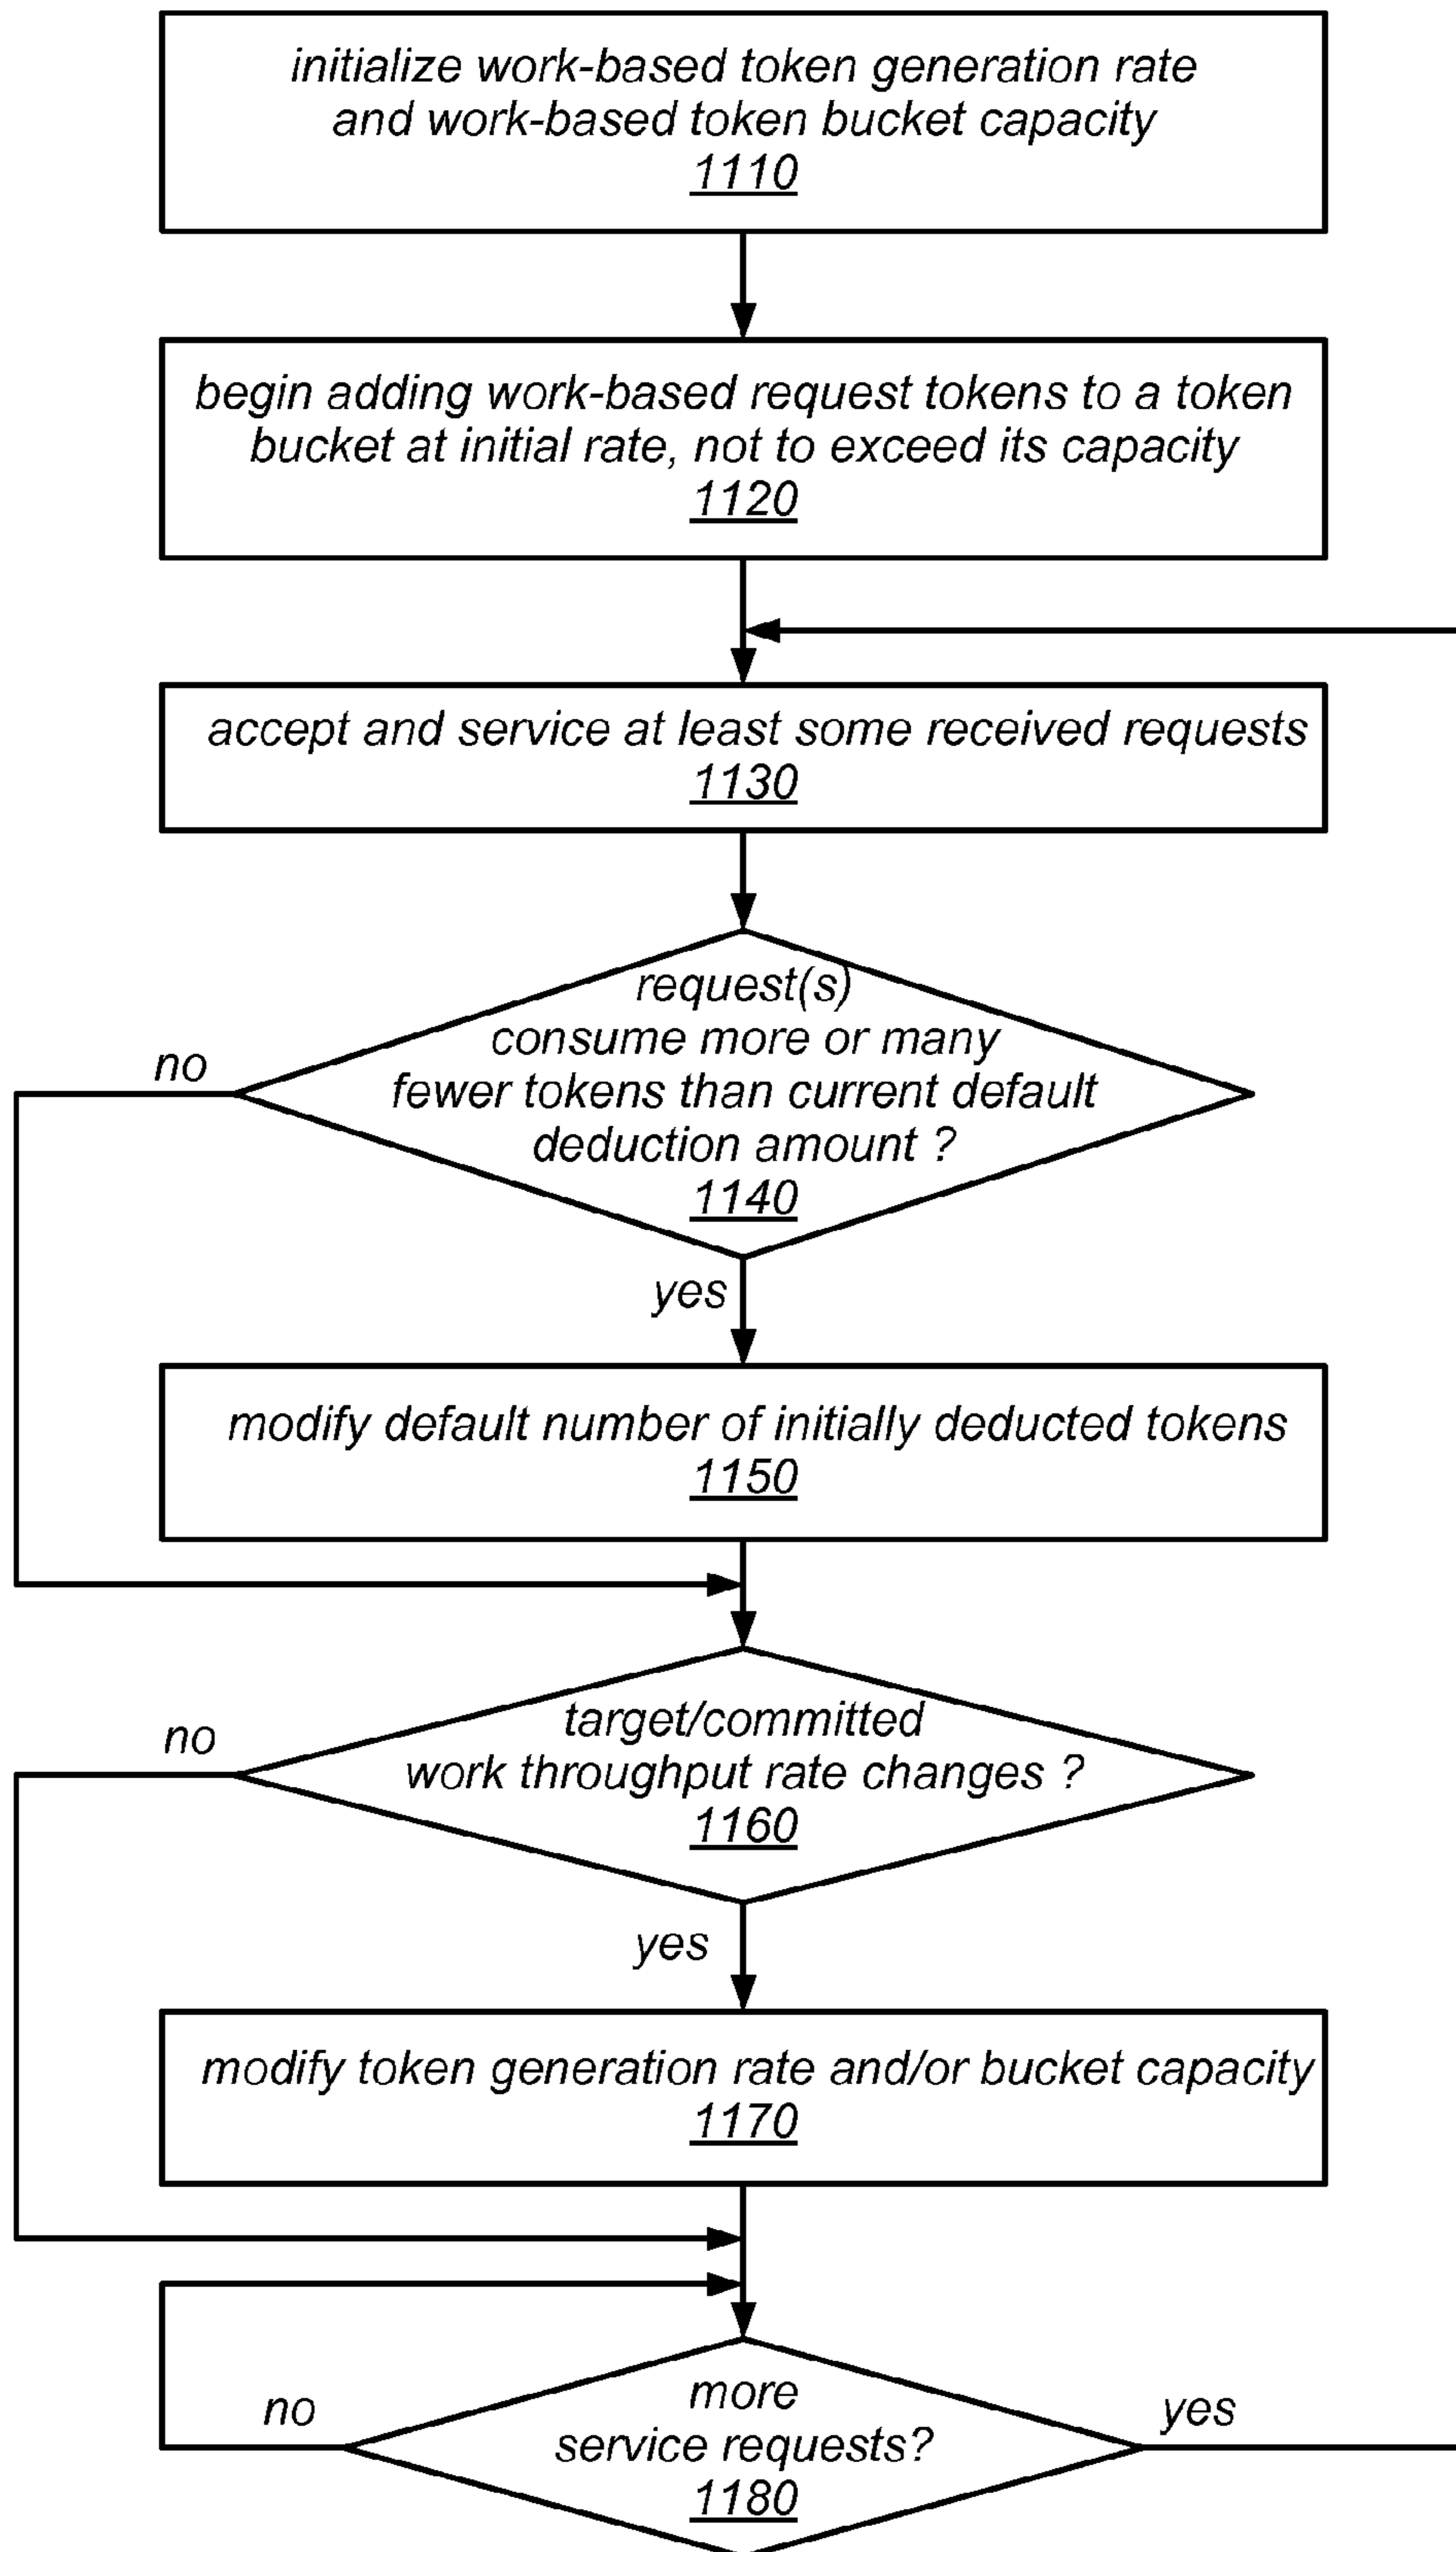 initialize work-based token generation rate
and work-based token bucket capacity
1110
begin adding work-based request tokens to a token
bucket at initial rate, not to exceed its capacity
1120
accept and service at least some received requests
1130
request(s)
consume more or many
fewer tokens than current default
deduction amount ?
1140
no
yes
modify default number of initially deducted tokens
1150
target/committed
work throughput rate changes ?
1160
no
yes
modify token generation rate and/or bucket capacity
1170
more
service requests?
1180
no
yes